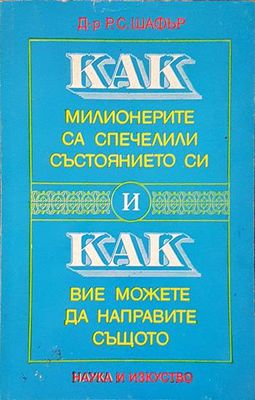 Д-р Р. С. ШАФЪР
КАК
МИЛИОНЕРИТЕ
СА СПЕЧЕЛИЛИ
СЪСТОЯНИЕТО СИ
И
КАК
ВИЕ МОЖЕТЕ
ДА НАПРАВИТЕ
СЪЩОТО
НАУКА И ИЗКУСТВО